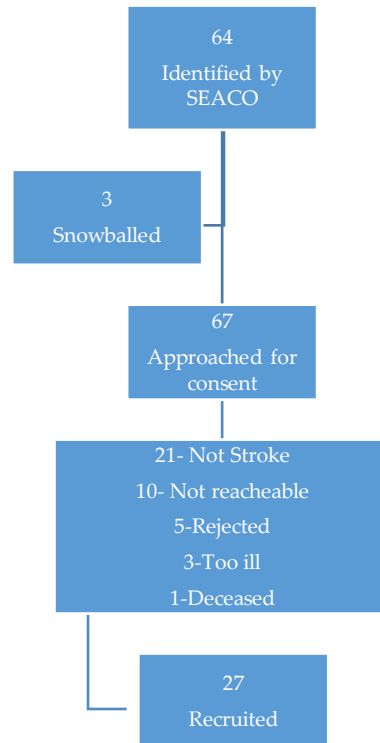 64
Identified by
SEACO
3
Snowballed
67
Approached for
consent
21- Not Stroke
10- Not reacheable
5-Rejected
3-Too ill
1-Deceased
27
Recruited